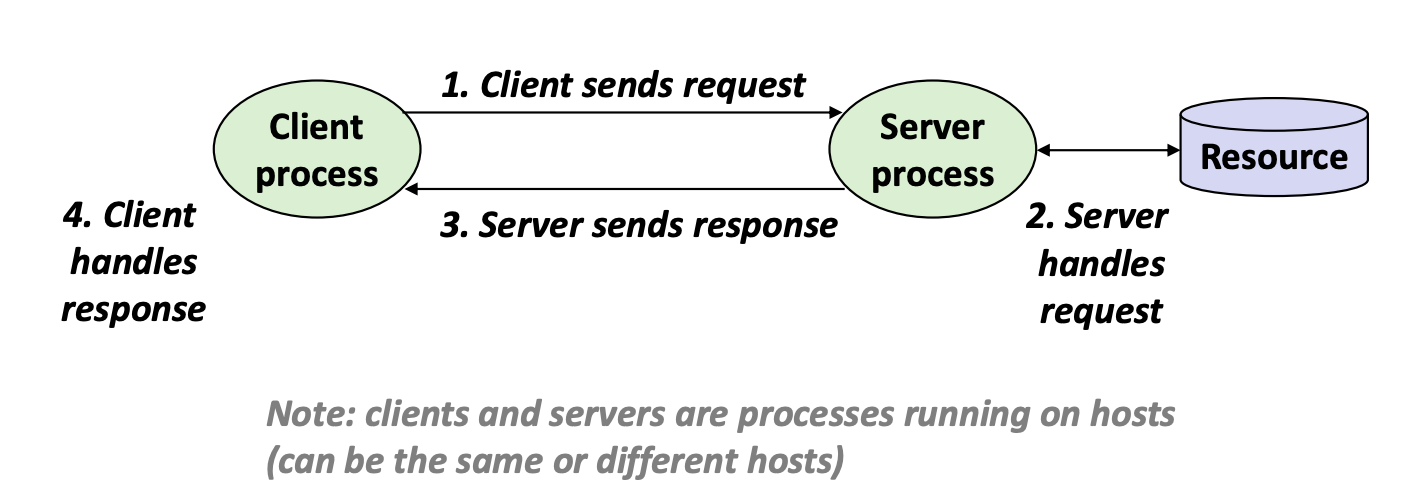 1. Client sends request
Client
process
Server
process
Resource
3. Server sends response
4. Client
handles
response
2. Server
handles
request
Note: clients and servers are processes running on hosts
(can be the same or different hosts)